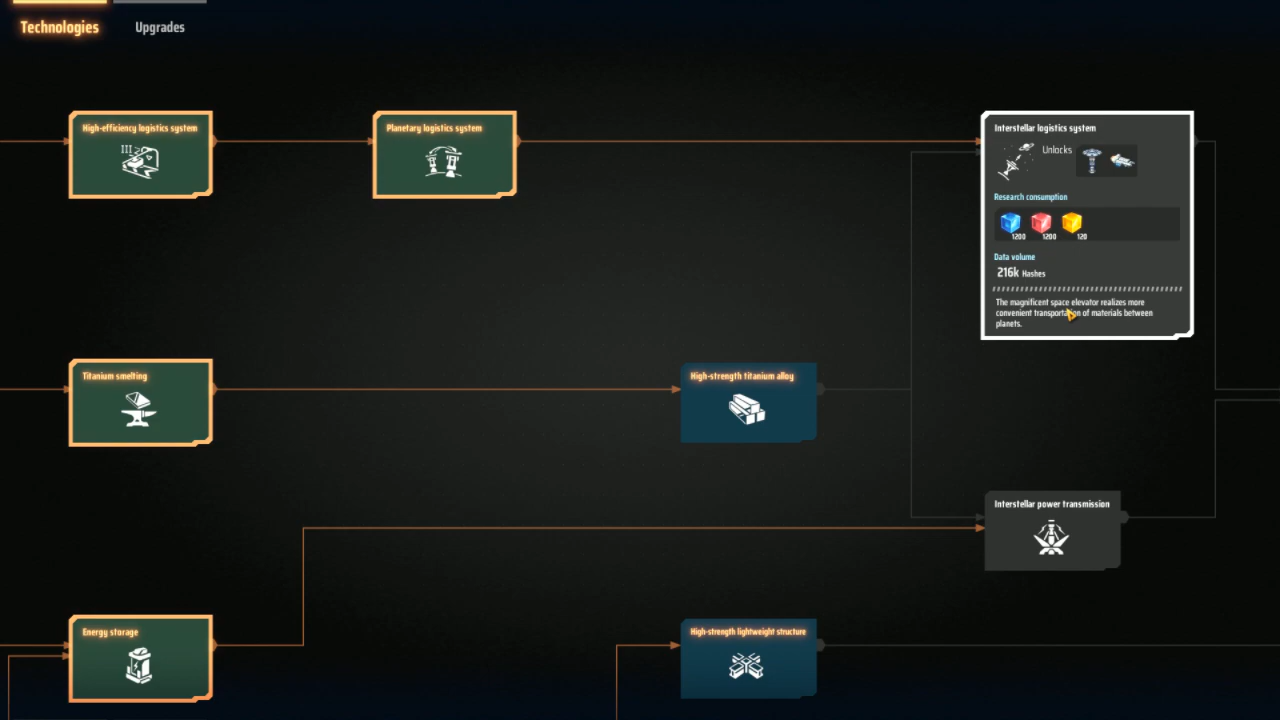 Technologies
Upgrades
High-efficiency logistics system
Planetary logistics system
Interstellar logistics system
Unlocks
Research consumption
1200
1200
120
Data volume
216k Hashes
The magnificent space elevator realizes more
convenient transportation of materials between
planets.
Titanium smelting
High-strength titanium alloy
Interstellar power transmission
Energy storage
High-strength lightweight structure